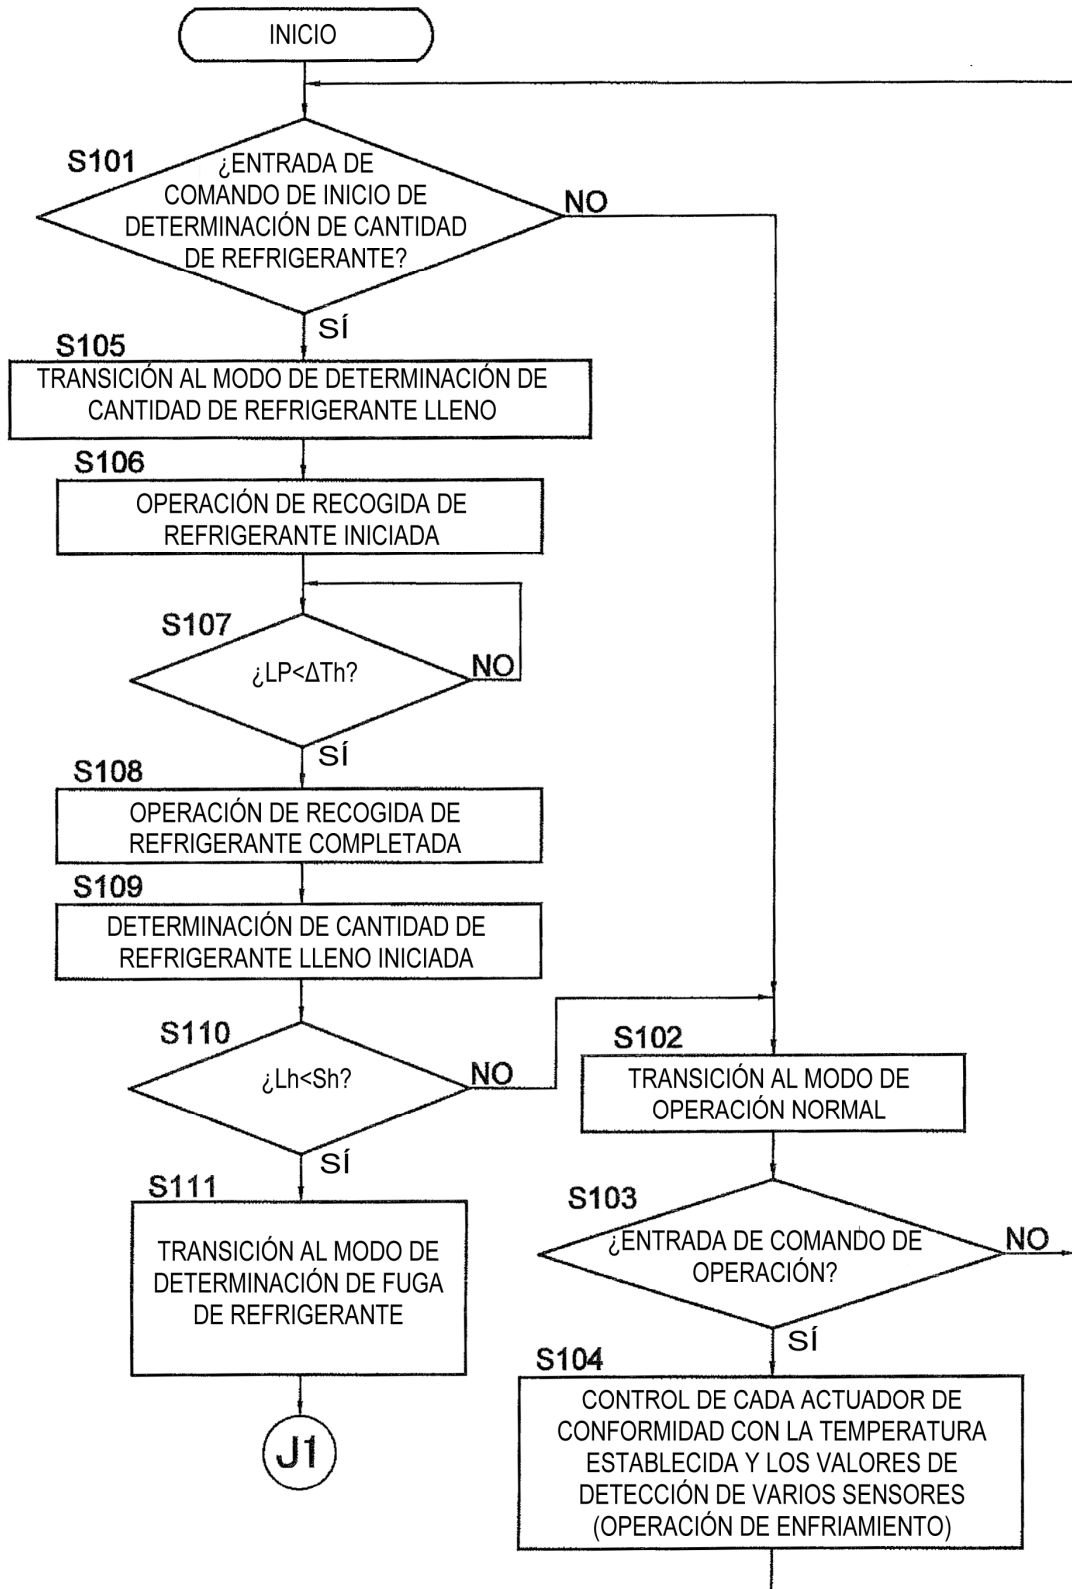 INICIO
S101
¿ENTRADA DE
COMANDO DE INICIO DE
DETERMINACIÓN DE CANTIDAD
DE REFRIGERANTE?
NO
SÍ
S105
TRANSICIÓN AL MODO DE DETERMINACIÓN DE
CANTIDAD DE REFRIGERANTE LLENO
S106
OPERACIÓN DE RECOGIDA DE
REFRIGERANTE INICIADA
S107
¿LP<ΔTh?
NO
SÍ
S108
OPERACIÓN DE RECOGIDA DE
REFRIGERANTE COMPLETADA
S109
DETERMINACIÓN DE CANTIDAD DE
REFRIGERANTE LLENO INICIADA
S110
¿Lh<Sh?
NO
SÍ
S111
TRANSICIÓN AL MODO DE
DETERMINACIÓN DE FUGA
DE REFRIGERANTE
J1
S102
TRANSICIÓN AL MODO DE
OPERACIÓN NORMAL
S103
¿ENTRADA DE COMANDO DE
OPERACIÓN?
NO
SÍ
S104
CONTROL DE CADA ACTUADOR DE
CONFORMIDAD CON LA TEMPERATURA
ESTABLECIDA Y LOS VALORES DE
DETECCIÓN DE VARIOS SENSORES
(OPERACIÓN DE ENFRIAMIENTO)